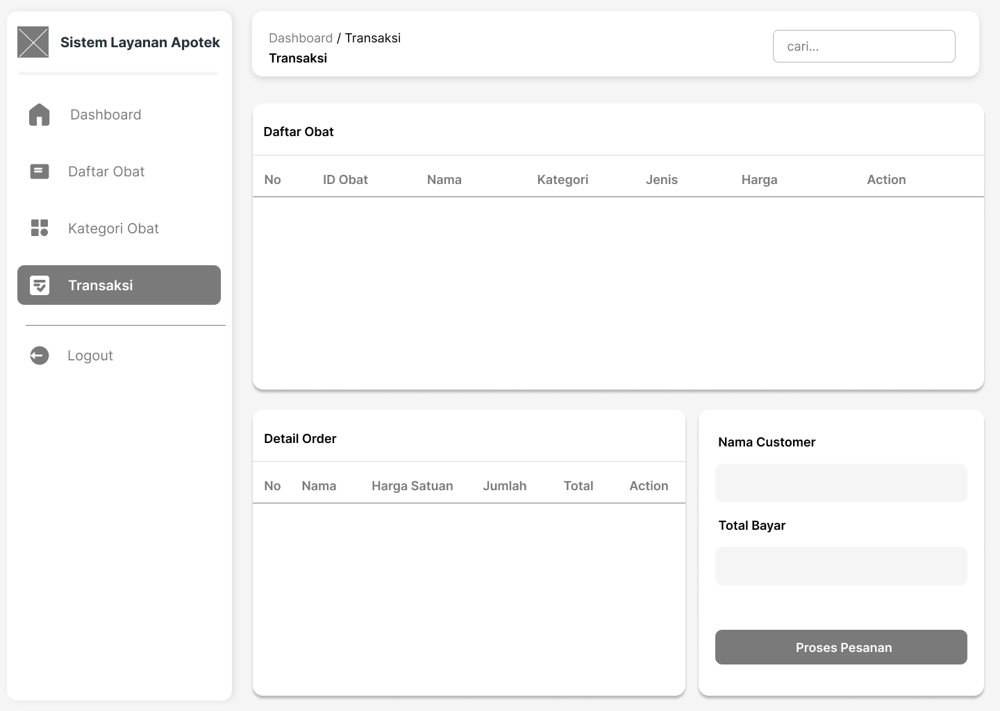 Sistem Layanan Apotek
Dashboard
Daftar Obat
Kategori Obat
Transaksi
Logout
Dashboard / Transaksi
Transaksi
cari...
Daftar Obat
No ID Obat Nama Kategori Jenis Harga Action
Detail Order
No Nama Harga Satuan Jumlah Total Action
Nama Customer
Total Bayar
Proses Pesanan